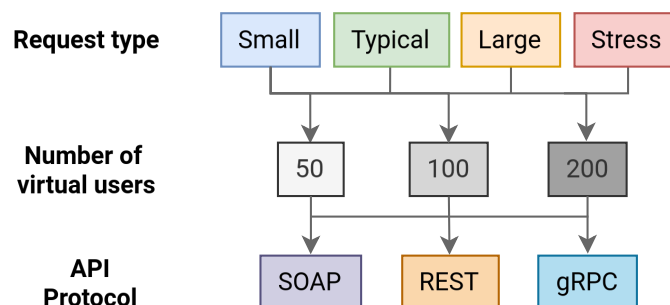 Request type
Small
Typical
Large
Stress
Number of
virtual users
50
100
200
API
Protocol
SOAP
REST
gRPC